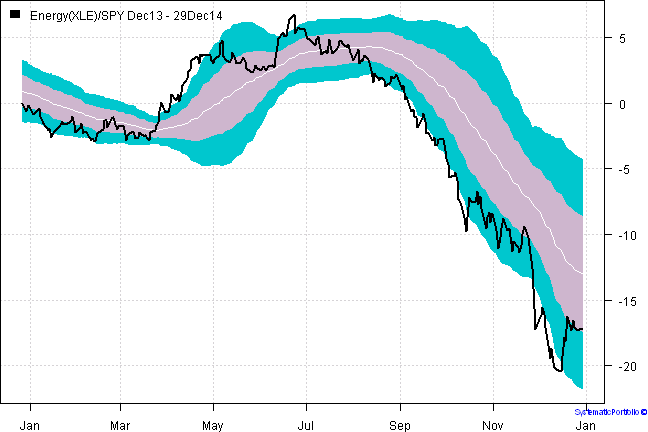 Energy(XLE)/SPY Dec13 - 29Dec14
5
0
-5
-10
-15
-20
Jan Mar May Jul Sep Nov Jan
SystematicPortfolio ©